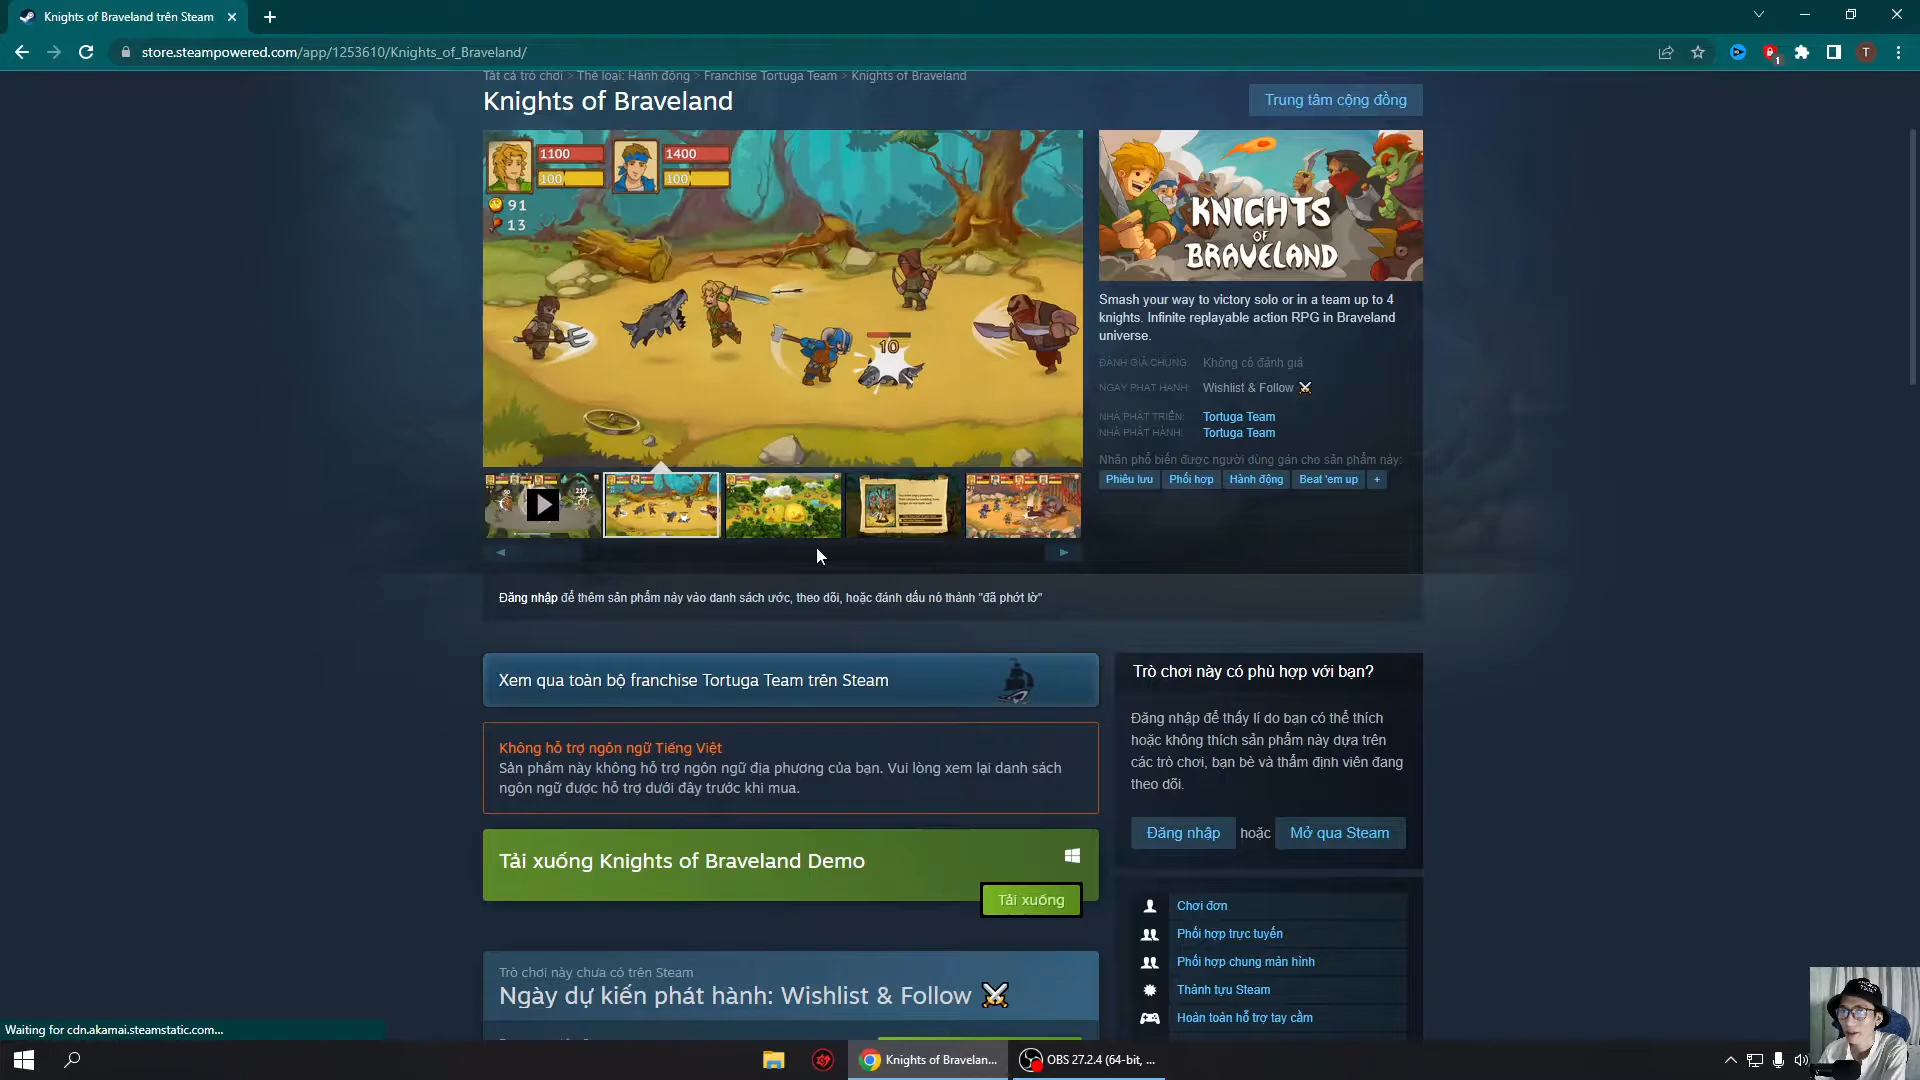 Knights of Braveland trên Steam
store.steampowered.com/app/1253610/Knights_of_Braveland/
1
T
Tất cả trò chơi > Thể loại: Hành động > Franchise Tortuga Team > Knights of Braveland
Knights of Braveland
Trung tâm cộng đồng
1100
1400
100
100
91
13
10
KNIGHTS
OF
BRAVELAND
Smash your way to victory solo or in a team up to 4
knights. Infinite replayable action RPG in Braveland
universe.
ĐÁNH GIÁ CHUNG: Không có đánh giá
NGÀY PHÁT HÀNH: Wishlist & Follow ⚔
NHÀ PHÁT TRIỂN: Tortuga Team
NHÀ PHÁT HÀNH: Tortuga Team
Nhãn phổ biến được người dùng gán cho sản phẩm này:
Phiêu lưu Phối hợp Hành động Beat 'em up +
Đăng nhập để thêm sản phẩm này vào danh sách ước, theo dõi, hoặc đánh dấu nó thành "đã phớt lờ"
Xem qua toàn bộ franchise Tortuga Team trên Steam
Không hỗ trợ ngôn ngữ Tiếng Việt
Sản phẩm này không hỗ trợ ngôn ngữ địa phương của bạn. Vui lòng xem lại danh sách
ngôn ngữ được hỗ trợ dưới đây trước khi mua.
Tải xuống Knights of Braveland Demo
Tải xuống
Trò chơi này chưa có trên Steam
Ngày dự kiến phát hành: Wishlist & Follow ⚔
Trò chơi này có phù hợp với bạn?
Đăng nhập để thấy lí do bạn có thể thích
hoặc không thích sản phẩm này dựa trên
các trò chơi, bạn bè và thẩm định viên đang
theo dõi.
Đăng nhập hoặc Mở qua Steam
Chơi đơn
Phối hợp trực tuyến
Phối hợp chung màn hình
Thành tựu Steam
Hoàn toàn hỗ trợ tay cầm
Waiting for cdn.akamai.steamstatic.com...
Knights of Bravelan...
OBS 27.2.4 (64-bit, ...